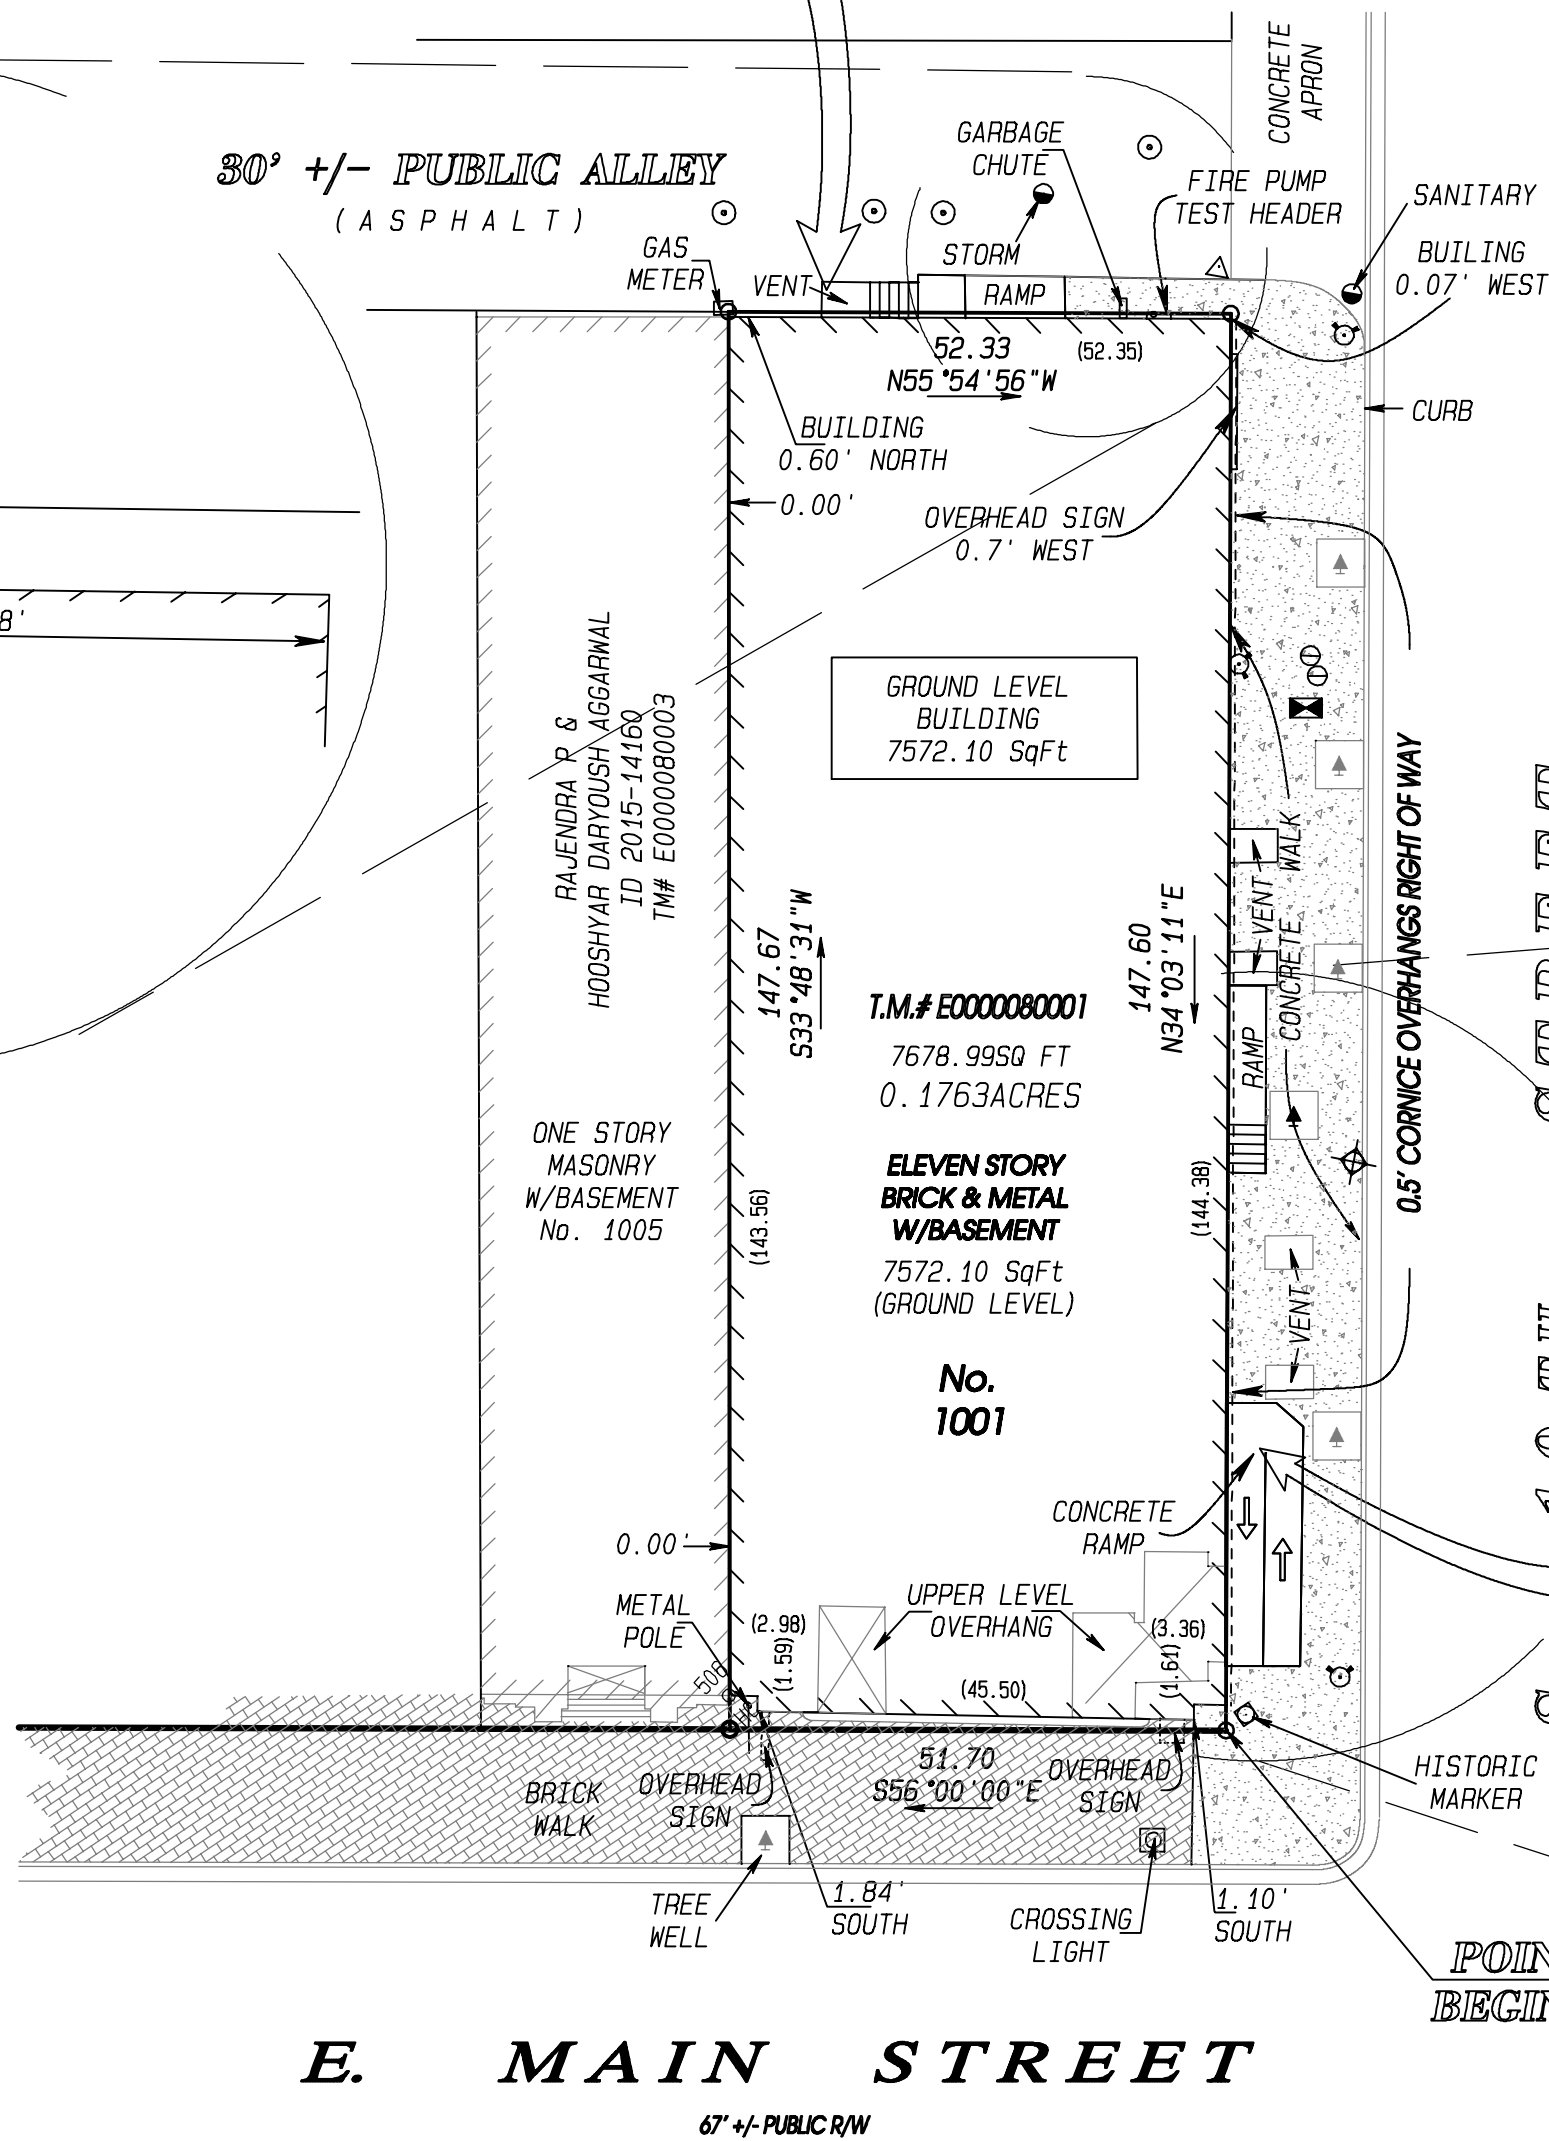 CONCRETE
APRON
30' +/- PUBLIC ALLEY
(ASPHALT)
GARBAGE
CHUTE
FIRE PUMP
TEST HEADER
SANITARY
GAS
METER
VENT
STORM
RAMP
BUILING
0.07' WEST
52.33
(52.35)
N55°54'56"W
CURB
BUILDING
0.60' NORTH
0.00'
OVERHEAD SIGN
0.7' WEST
8'
GROUND LEVEL
BUILDING
7572.10 SqFt
RAJENDRA P &
HOOSHYAR DARYOUSH AGGARWAL
ID 2015-14160
TM# E0000080003
147.67
S33°48'31"W
147.60
N34°03'11"E
VENT
CONCRETE WALK
0.5' CORNICE OVERHANGS RIGHT OF WAY
T.M.# E0000080001
7678.99SQ FT
0.1763ACRES
RAMP
ONE STORY
MASONRY
W/BASEMENT
No. 1005
ELEVEN STORY
BRICK & METAL
W/BASEMENT
7572.10 SqFt
(GROUND LEVEL)
(143.56)
(144.38)
VENT
No.
1001
CONCRETE
RAMP
0.00'
METAL
POLE
(2.98)
(1.59)
UPPER LEVEL
OVERHANG
(3.36)
(1.61)
(45.50)
51.70
S56°00'00"E
BRICK
WALK
OVERHEAD
SIGN
OVERHEAD
SIGN
HISTORIC
MARKER
TREE
WELL
1.84'
SOUTH
CROSSING
LIGHT
1.10'
SOUTH
POIN
BEGIN
E. MAIN STREET
67' +/- PUBLIC R/W